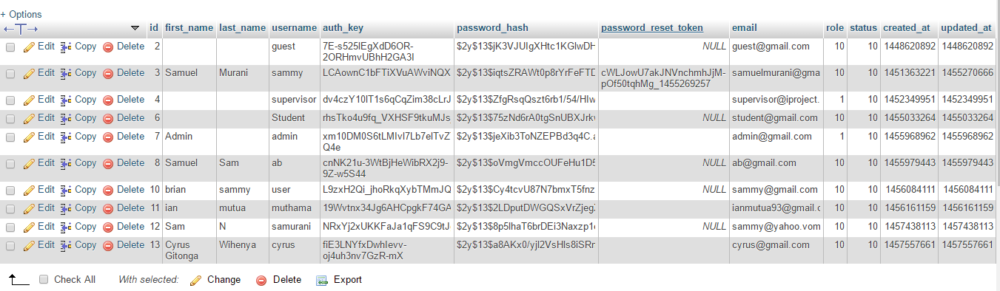 + Options
id first_name last_name username auth_key password_hash password_reset_token email role status created_at updated_at
Edit Copy Delete 2 guest 7E-s525IEgXdD6OR- $2y$13$jK3VJUIgXHtc1KGlwDH NULL guest@gmail.com 10 10 1448620892 1448620892
2ORHmvUBhH2GA3I
Edit Copy Delete 3 Samuel Murani sammy LCAownC1bFTiXVuAWviNQX $2y$13$iqtsZRAWt0p8rYrFeFTD cWLJowU7akJNVnchmhJjM- samuelmurani@gma 10 10 1451363221 1455270666
pOf50tqhMg_1455269257
Edit Copy Delete 4 supervisor dv4czY10IT1s6qCqZim38cLrJ $2y$13$ZfgRsqQszt6rb1/54/HIw supervisor@iproject. 1 10 1452349951 1452349951
Edit Copy Delete 6 Student rhsTko4u9fq_VXHSF9tkuMJs $2y$13$75zNd6rA0tgSnUBXJrk NULL student@gmail.com 10 10 1455033264 1455033264
Edit Copy Delete 7 Admin admin xm10DM0S6tLMIvl7Lb7elTvZ $2y$13$jeXib3ToNZEPBd3q4C. admin@gmail.com 1 10 1455968962 1455968962
Q4e
Edit Copy Delete 8 Samuel Sam ab cnNK21u-3WtBjHeWibRX2j9- $2y$13$oVmgVmccOUFeHu1D5 NULL ab@gmail.com 10 10 1455979443 1455979443
9Z-w5S44
Edit Copy Delete 10 brian sammy user L9zxH2Qi_jhoRkqXybTMmJQ $2y$13$Cy4tcvU87N7bmxT5fnz NULL sammy@gmail.com 10 10 1456084111 1456084111
Edit Copy Delete 11 ian mutua muthama 19Wvtnx34Jg6AHCpgkF74GA $2y$13$2LDputDWGQSxVrZjeg ianmutua93@gmail.c 10 10 1456161159 1456161159
Edit Copy Delete 12 Sam N samurani NRxYj2xUKKFaJa1qFS9C9tJ $2y$13$8p5lhaT6brDEi3Naxzp1 NULL sammy@yahoo.vom 10 10 1457438113 1457438113
Edit Copy Delete 13 Cyrus Wihenya cyrus fiE3LNYfxDwhIevv- $2y$13$a8AKx0/yjl2VsHIs8iSRr cyrus@gmail.com 10 10 1457557661 1457557661
Gitonga oj4uh3nv7GzR-mX
Check All With selected: Change Delete Export